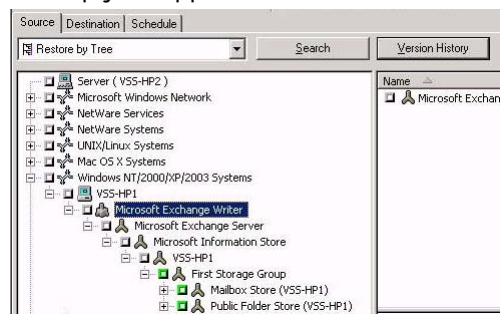 Source Destination Schedule
Restore by Tree Search Version History
Server ( VSS-HP2 )
Microsoft Windows Network
NetWare Services
NetWare Systems
UNIX/Linux Systems
Mac OS X Systems
Windows NT/2000/XP/2003 Systems
VSS-HP1
Microsoft Exchange Writer
Microsoft Exchange Server
Microsoft Information Store
VSS-HP1
First Storage Group
Mailbox Store (VSS-HP1)
Public Folder Store (VSS-HP1)
Name
Microsoft Exchan